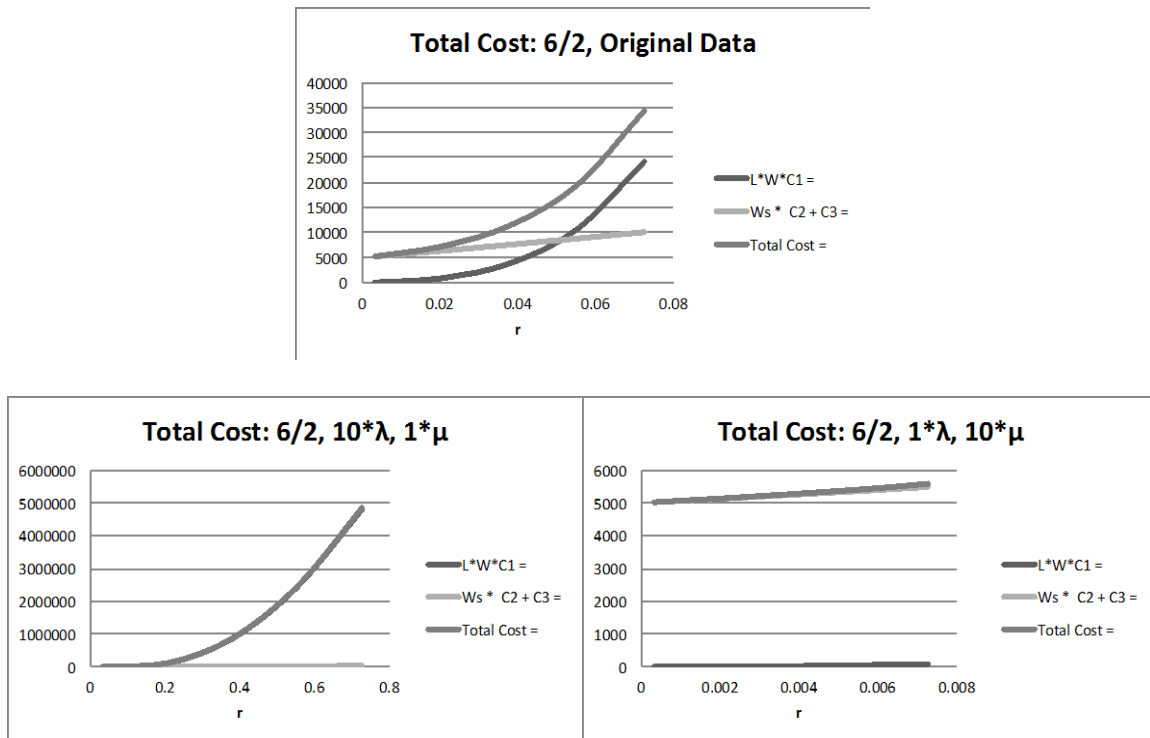 Total Cost: 6/2, Original Data
40000
35000
30000
25000
20000
15000
10000
5000
0
0 0.02 0.04 0.06 0.08
r
L*W*C1 =
Ws * C2 + C3 =
Total Cost =
Total Cost: 6/2, 10*λ, 1*μ
6000000
5000000
4000000
3000000
2000000
1000000
0
0 0.2 0.4 0.6 0.8
r
L*W*C1 =
Ws * C2 + C3 =
Total Cost =
Total Cost: 6/2, 1*λ, 10*μ
6000
5000
4000
3000
2000
1000
0
0 0.002 0.004 0.006 0.008
r
L*W*C1 =
Ws * C2 + C3 =
Total Cost =